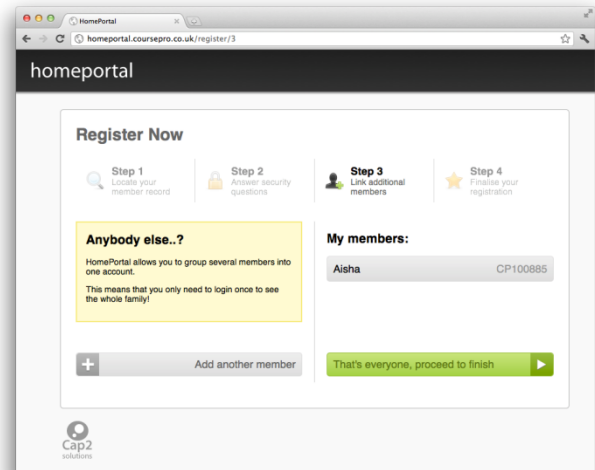 HomePortal
homeportal.coursepro.co.uk/register/3
homeportal
Register Now
Step 1
Locate your
member record
Step 2
Answer security
questions
Step 3
Link additional
members
Step 4
Finalise your
registration
Anybody else..?
HomePortal allows you to group several members into
one account.
This means that you only need to login once to see
the whole family!
Add another member
My members:
Aisha CP100885
That's everyone, proceed to finish
Cap2
solutions